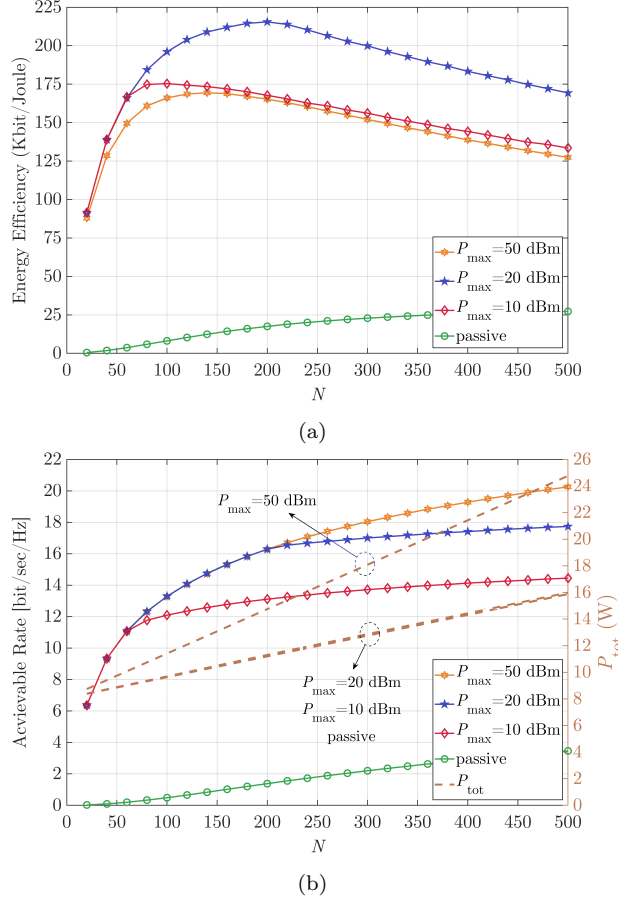 225
200
175
150
125
100
75
50
25
0
Energy Efficiency (Kbit/Joule)
P_max=50 dBm
P_max=20 dBm
P_max=10 dBm
passive
0 50 100 150 200 250 300 350 400 450 500
N
(a)
22
20
18
16
14
12
10
8
6
4
2
0
Acvievable Rate [bit/sec/Hz]
26
24
22
20
18
16
14
12
10
8
6
4
2
0
P_tot (W)
P_max=50 dBm
P_max=20 dBm
P_max=10 dBm
passive
P_max=50 dBm
P_max=20 dBm
P_max=10 dBm
passive
P_tot
0 50 100 150 200 250 300 350 400 450 500
N
(b)